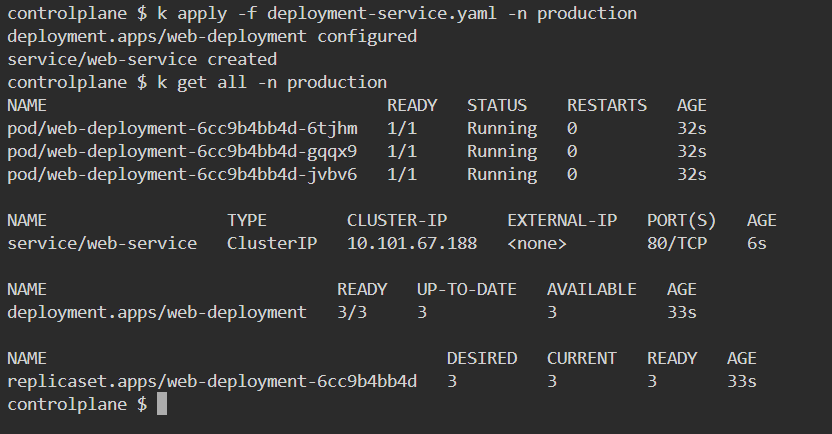 controlplane $ k apply -f deployment-service.yaml -n production
deployment.apps/web-deployment configured
service/web-service created
controlplane $ k get all -n production
NAME                                  READY   STATUS    RESTARTS   AGE
pod/web-deployment-6cc9b4bb4d-6tjhm   1/1     Running   0          32s
pod/web-deployment-6cc9b4bb4d-gqqx9   1/1     Running   0          32s
pod/web-deployment-6cc9b4bb4d-jvbv6   1/1     Running   0          32s

NAME                  TYPE        CLUSTER-IP      EXTERNAL-IP   PORT(S)   AGE
service/web-service   ClusterIP   10.101.67.188   <none>        80/TCP    6s

NAME                             READY   UP-TO-DATE   AVAILABLE   AGE
deployment.apps/web-deployment   3/3     3            3           33s

NAME                                        DESIRED   CURRENT   READY   AGE
replicaset.apps/web-deployment-6cc9b4bb4d   3         3         3       33s
controlplane $